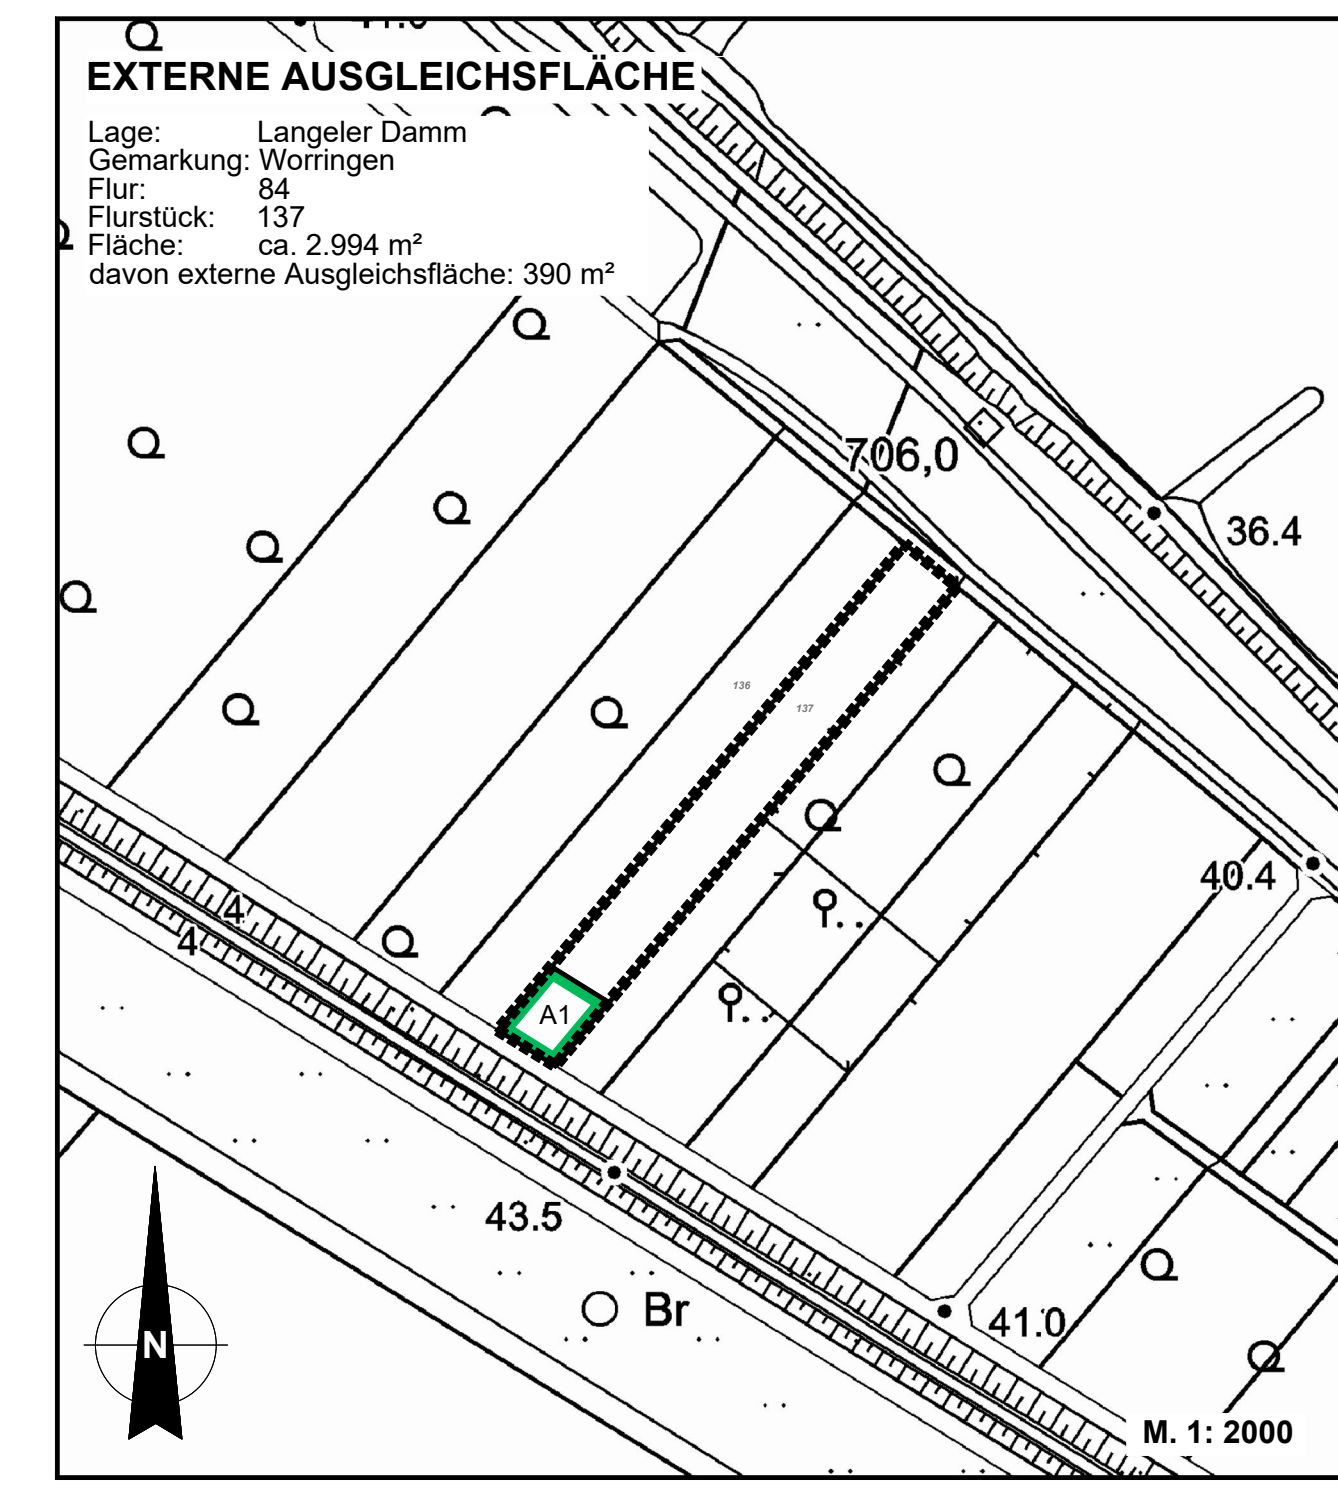 EXTERNE AUSGLEICHSFLÄCHE
Lage: Langeler Damm
Gemarkung: Worringen
Flur: 84
Flurstück: 137
Fläche: ca. 2.994 m²
davon externe Ausgleichsfläche: 390 m²
706,0
36.4
136
137
40.4
4
4
A1
43.5
Br
41.0
N
M. 1: 2000